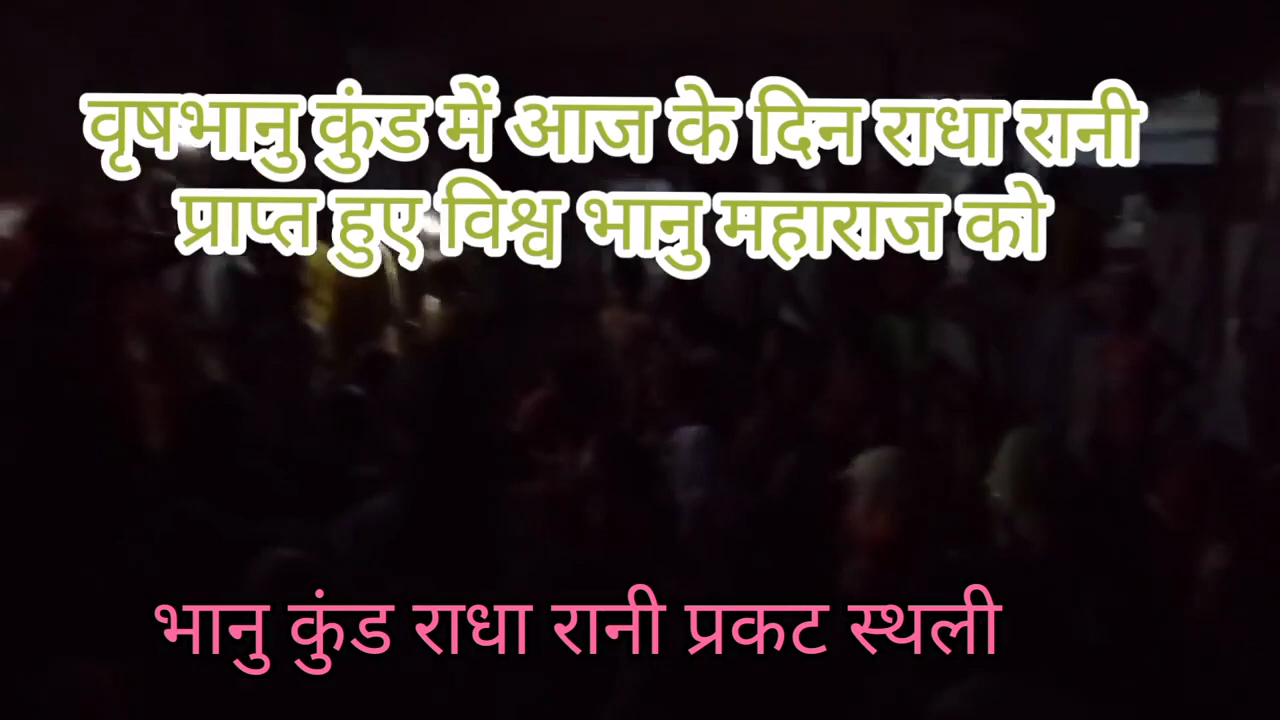 वृषभानु कुंड में आज के दिन राधा रानी
प्राप्त हुए विश्व भानु महाराज को
भानु कुंड राधा रानी प्रकट स्थली